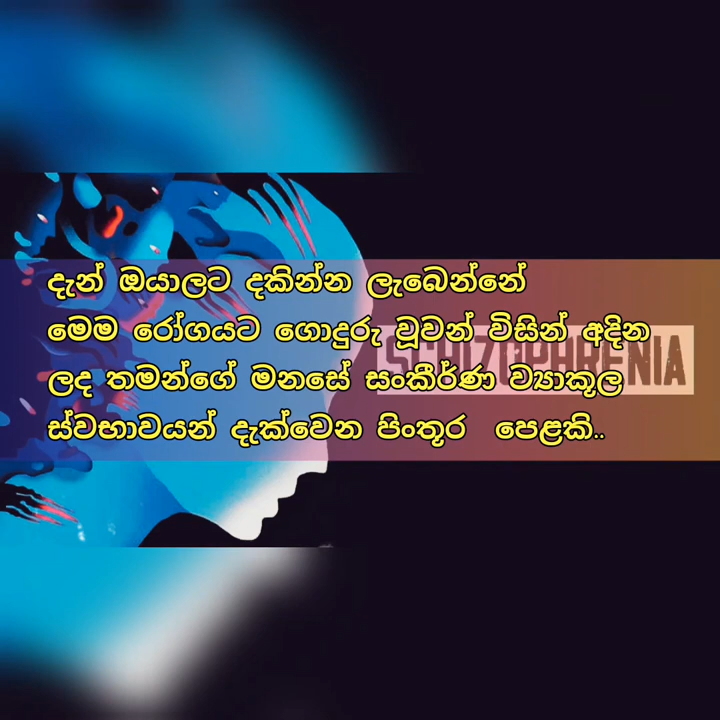 දැන් ඔයාලට දකින්න ලැබෙන්නේ
මෙම රෝගයට ගොදුරු වූවන් විසින් අදින
ලද තමන්ගේ මනසේ සංකීර්ණ ව්‍යාකූල
ස්වභාවයන් දැක්වෙන පිංතූර පෙළකි..
SCHIZOPHRENIA